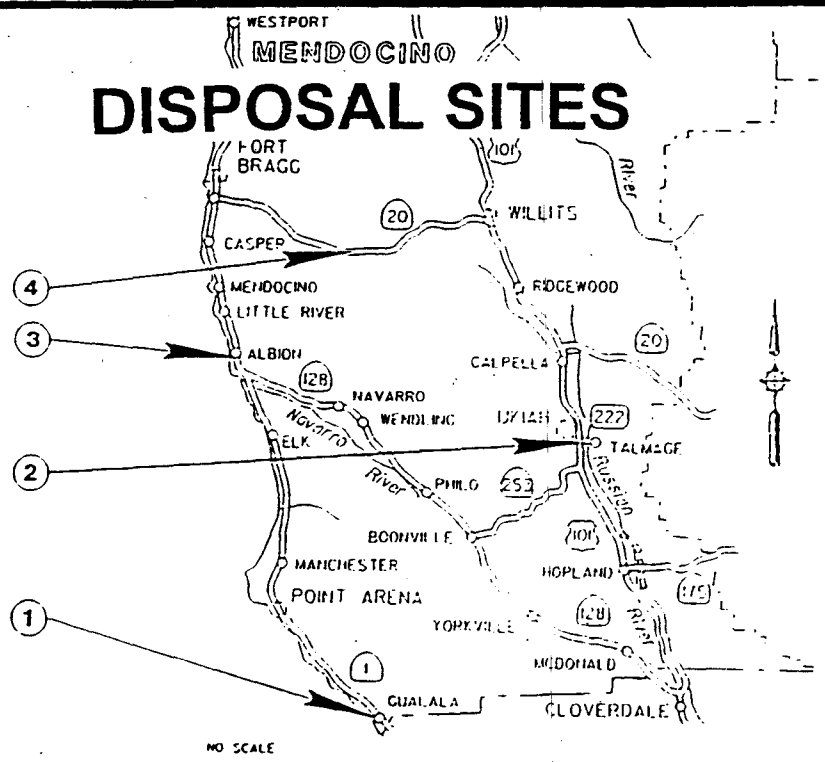 WESTPORT
MENDOCINO
DISPOSAL SITES
FORT
BRAGG
101
River
20
WILLITS
CASPER
4
MENDOCINO
RIDGEWOOD
LITTLE RIVER
3
ALBION
20
CALPELLA
128
NAVARRO
UKIAH
222
WENDLING
Navarro
ELK
TALMAGE
2
River
PHILO
253
Russian
BOONVILLE
101
MANCHESTER
HOPLAND
175
POINT ARENA
1
YORKVILLE
128
River
1
MCDONALD
GUALALA
CLOVERDALE
NO SCALE